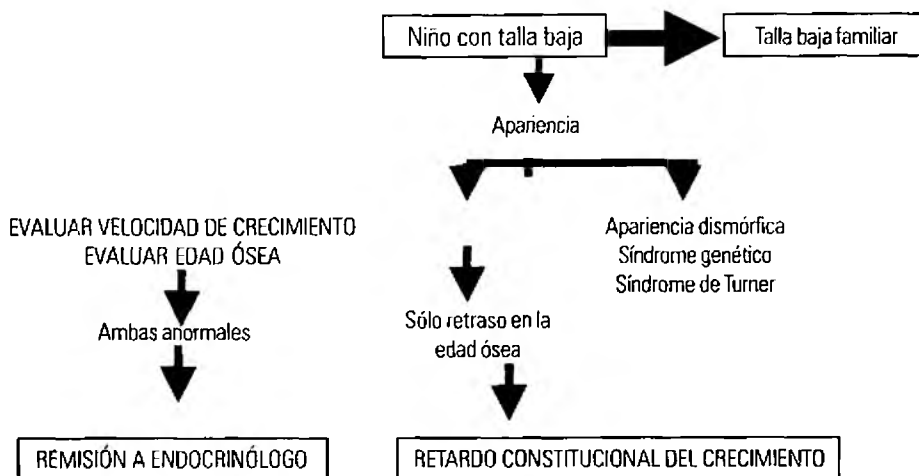 Niño con talla baja
Talla baja familiar
Apariencia
EVALUAR VELOCIDAD DE CRECIMIENTO
EVALUAR EDAD ÓSEA
Apariencia dismórfica
Síndrome genético
Síndrome de Turner
Ambas anormales
Sólo retraso en la
edad ósea
REMISIÓN A ENDOCRINÓLOGO
RETARDO CONSTITUCIONAL DEL CRECIMIENTO